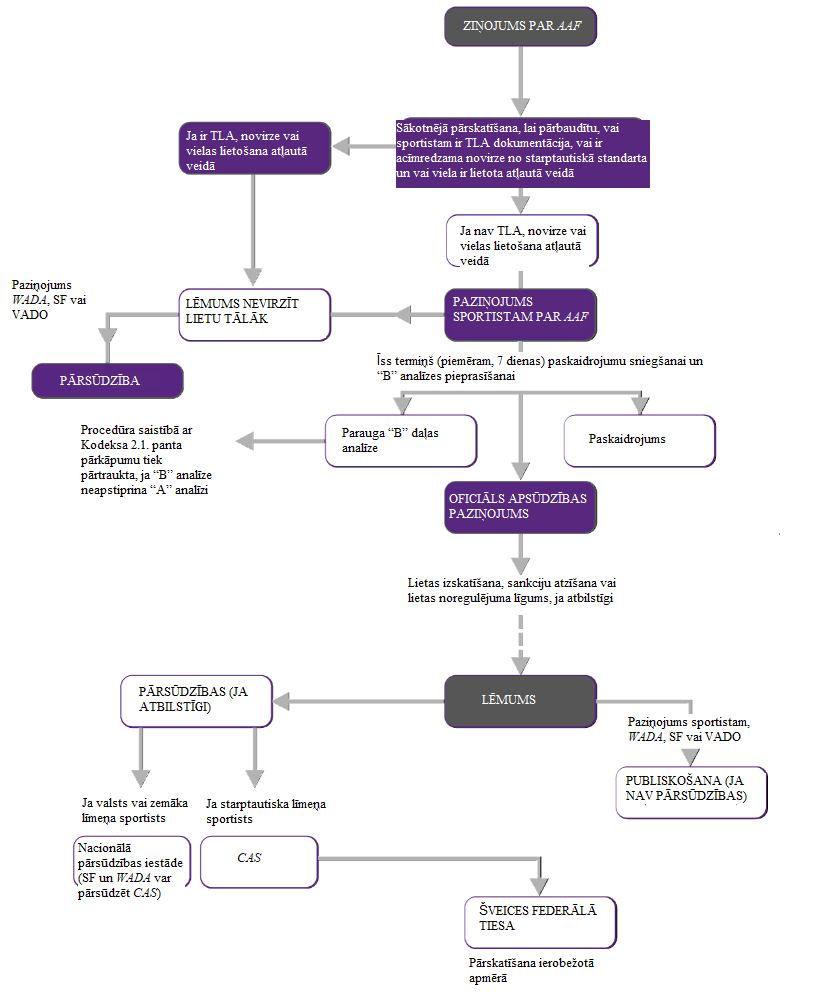 ZIŅOJUMS PAR AAF
Ja ir TLA, novirze vai
vielas lietošana atļautā
veidā
Sākotnējā pārskatīšana, lai pārbaudītu, vai
sportistam ir TLA dokumentācija, vai ir
acīmredzama novirze no starptautiskā standarta
un vai viela ir lietota atļautā veidā
Ja nav TLA, novirze vai
vielas lietošana atļautā
veidā
Paziņojums
WADA, SF vai
VADO
LĒMUMS NEVIRZĪT
LIETU TĀLĀK
PAZIŅOJUMS
SPORTISTAM PAR AAF
PĀRSŪDZĪBA
Īss termiņš (piemēram, 7 dienas) paskaidrojumu sniegšanai un
“B” analīzes pieprasīšanai
Procedūra saistībā ar
Kodeksa 2.1. panta
pārkāpumu tiek
pārtraukta, ja “B” analīze
neapstiprina “A” analīzi
Parauga “B” daļas
analīze
Paskaidrojums
OFICIĀLS APSŪDZĪBAS
PAZIŅOJUMS
Lietas izskatīšana, sankciju atzīšana vai
lietas noregulējuma līgums, ja atbilstīgi
PĀRSŪDZĪBAS (JA
ATBILSTĪGI)
LĒMUMS
Paziņojums sportistam,
WADA, SF vai VADO
PUBLISKOŠANA (JA
NAV PĀRSŪDZĪBAS)
Ja valsts vai zemāka
līmeņa sportists
Ja starptautiska līmeņa
sportists
Nacionālā
pārsūdzības iestāde
(SF un WADA var
pārsūdzēt CAS)
CAS
ŠVEICES FEDERĀLĀ
TIESA
Pārskatīšana ierobežotā
apmērā